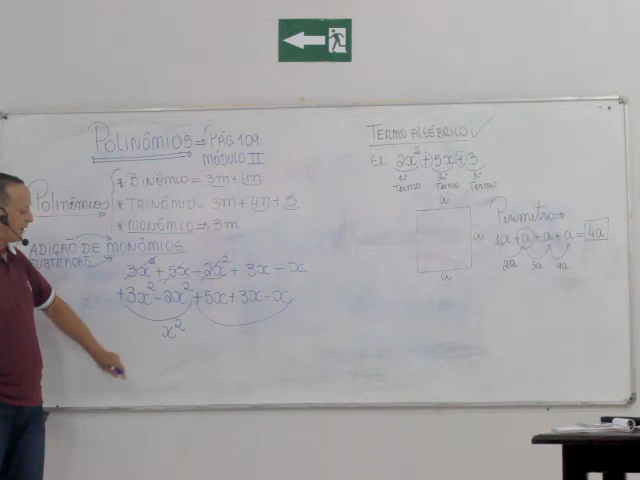 POLINÔMIOS => PÁG 109
MÓDULO II
POLINÔMIOS
* BINÔMIO = 3m + 4n
* TRINÔMIO = 3m + 4n + 5
* MONÔMIO => 3m
ADIÇÃO DE MONÔMIOS
SUBTRAÇÃO
3x² + 5x - 2x² + 3x - x
+3x² - 2x² + 5x + 3x - x
x²
TERMO ALGÉBRICO ✓
EX: 2x² + 5x + 3
1º TERMO 2º TERMO 3º TERMO
a
a
a
Perímetro
1a + a + a + a = 4a
2a 3a 4a